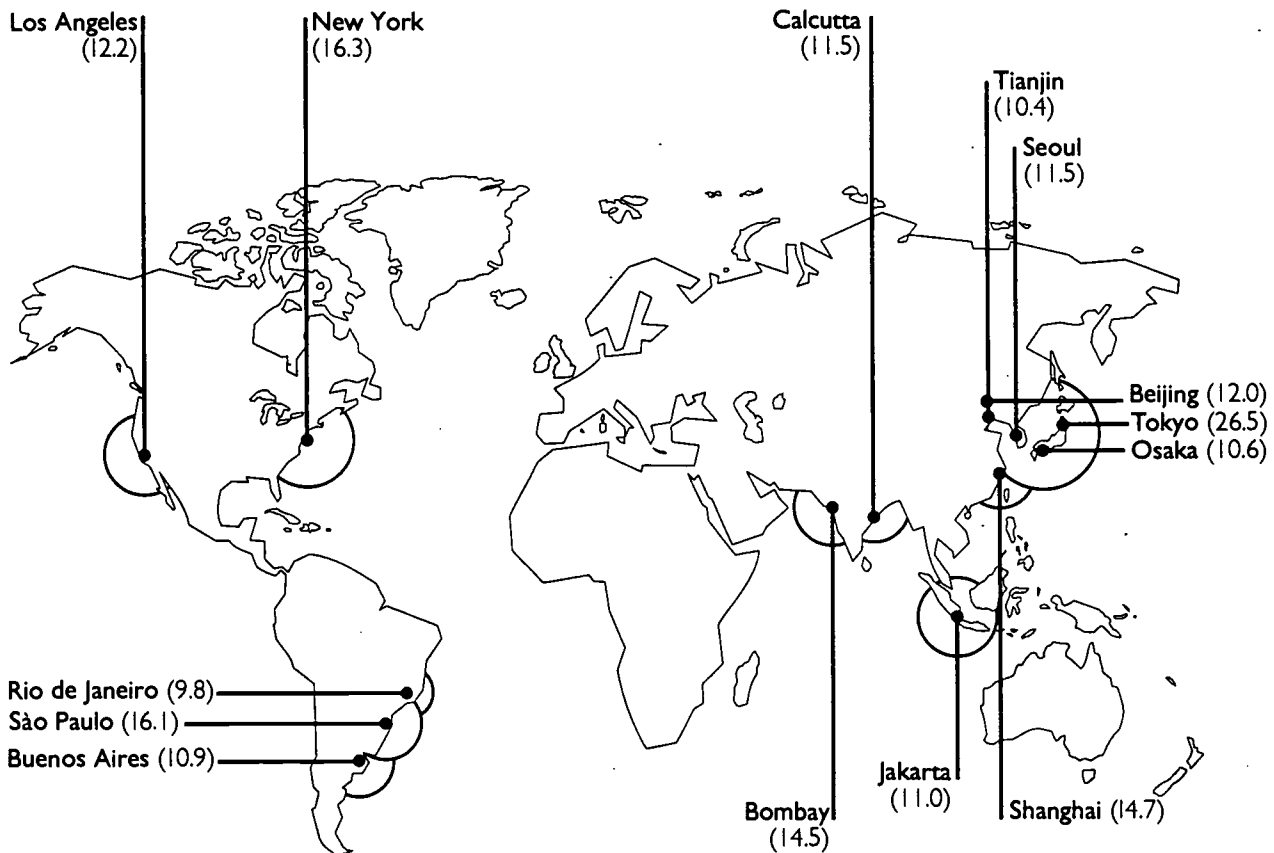 Los Angeles
(12.2)
New York
(16.3)
Calcutta
(11.5)
Tianjin
(10.4)
Seoul
(11.5)
Beijing (12.0)
Tokyo (26.5)
Osaka (10.6)
Rio de Janeiro (9.8)
Sào Paulo (16.1)
Buenos Aires (10.9)
Jakarta
(11.0)
Bombay
(14.5)
Shanghai (14.7)